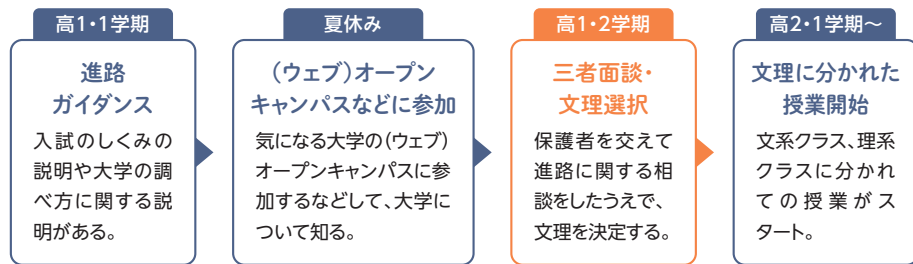 高1・1学期
進路
ガイダンス
入試のしくみの
説明や大学の調
べ方に関する説
明がある。
夏休み
（ウェブ）オープン
キャンパスなどに参加
気になる大学の（ウェブ）
オープンキャンパスに参
加するなどして、大学に
ついて知る。
高1・2学期
三者面談・
文理選択
保護者を交えて
進路に関する相
談をしたうえで、
文理を決定する。
高2・1学期～
文理に分かれた
授業開始
文系クラス、理系
クラスに分かれ
ての授業がス
タート。